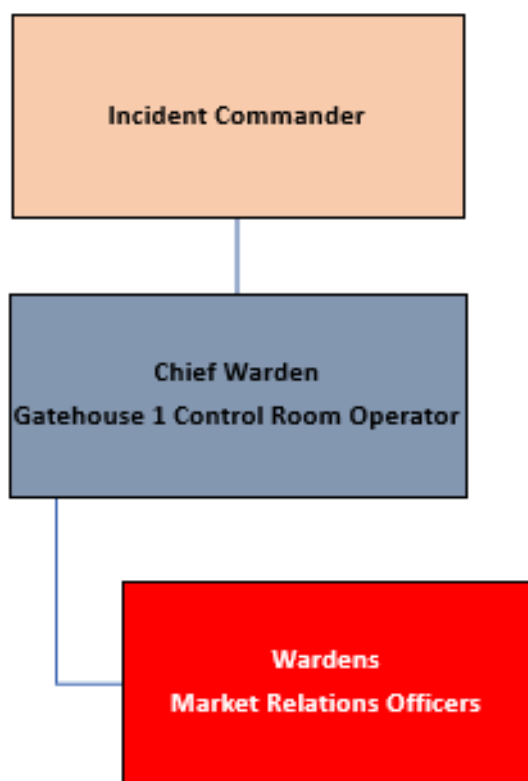 Incident Commander
Chief Warden
Gatehouse 1 Control Room Operator
Wardens
Market Relations Officers